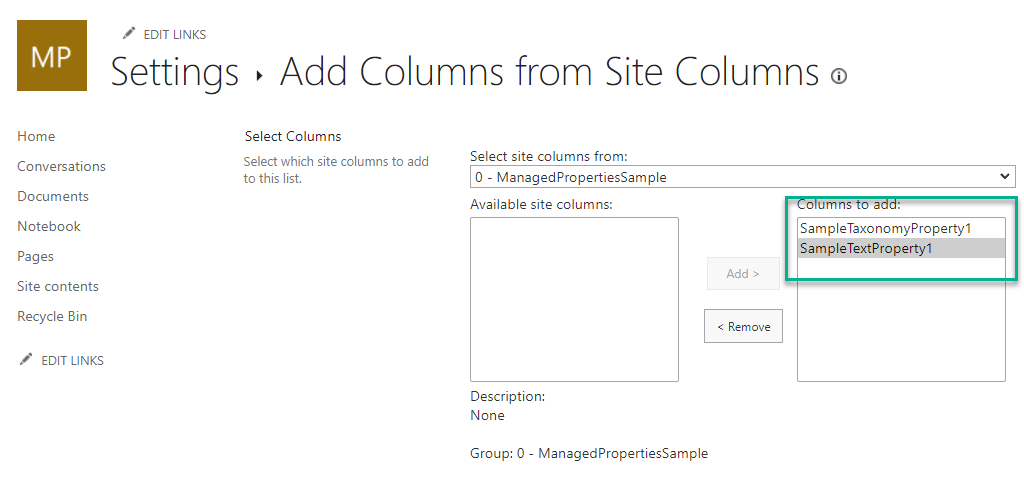 MP
EDIT LINKS
Settings ▸ Add Columns from Site Columns
Home
Conversations
Documents
Notebook
Pages
Site contents
Recycle Bin
EDIT LINKS
Select Columns
Select which site columns to add
to this list.
Select site columns from:
0 - ManagedPropertiesSample
Available site columns:
Add >
< Remove
Columns to add:
SampleTaxonomyProperty1
SampleTextProperty1
Description:
None
Group: 0 - ManagedPropertiesSample